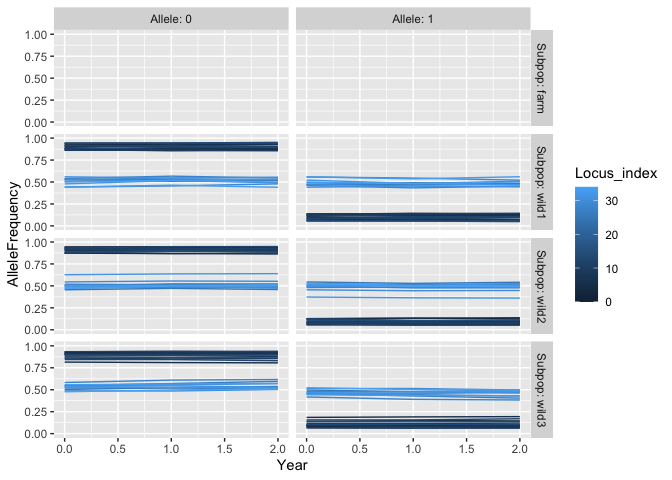 Allele: 0 Allele: 1
1.00
0.75
0.50
0.25
0.00
Subpop: farm
1.00
0.75
0.50
0.25
0.00
Subpop: wild1
1.00
0.75
0.50
0.25
0.00
Subpop: wild2
1.00
0.75
0.50
0.25
0.00
Subpop: wild3
0.0 0.5 1.0 1.5 2.0 0.0 0.5 1.0 1.5 2.0
Year
AlleleFrequency
Locus_index
30
20
10
0